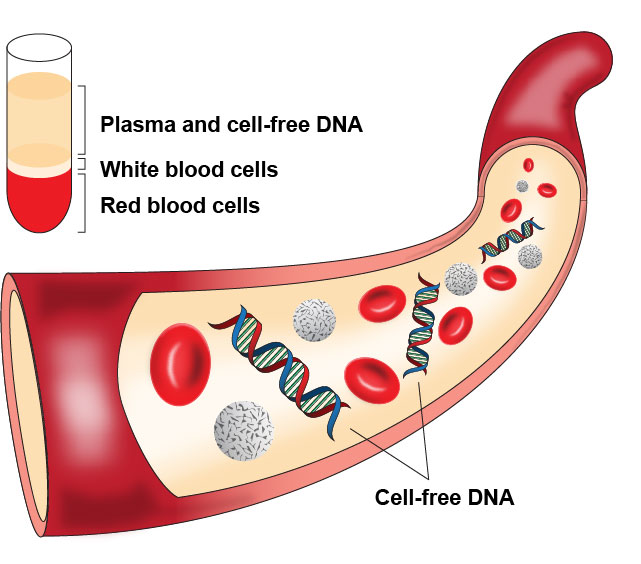 Plasma and cell-free DNA
White blood cells
Red blood cells
Cell-free DNA